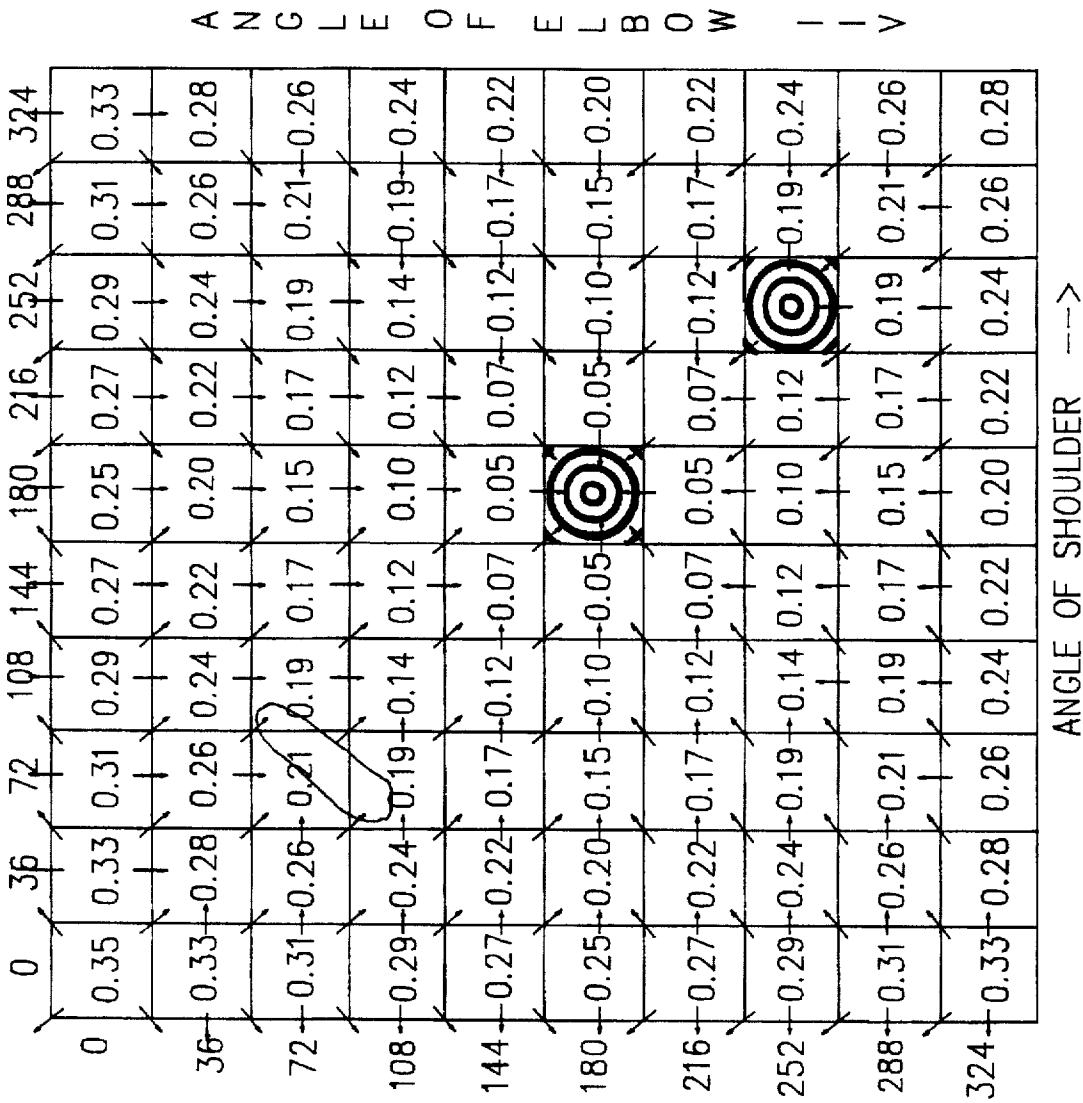 ANGLE OF ELBOW ---->
0 36 72 108 144 180 216 252 288 324
0 0.35 0.33 0.31 0.29 0.27 0.25 0.27 0.29 0.31 0.33
36 0.33 0.28 0.26 0.24 0.22 0.20 0.22 0.24 0.26 0.28
72 0.31 0.26 0.21 0.19 0.17 0.15 0.17 0.19 0.21 0.26
108 0.29 0.24 0.19 0.14 0.12 0.10 0.12 0.14 0.19 0.24
144 0.27 0.22 0.17 0.12 0.07 0.05 0.07 0.12 0.17 0.22
180 0.25 0.20 0.15 0.10 0.05 0.05 0.10 0.15 0.20
216 0.27 0.22 0.17 0.12 0.07 0.05 0.07 0.12 0.17 0.22
252 0.29 0.24 0.19 0.14 0.12 0.10 0.12 0.19 0.24
288 0.31 0.26 0.21 0.19 0.17 0.15 0.17 0.19 0.21 0.26
324 0.33 0.28 0.26 0.24 0.22 0.20 0.22 0.24 0.26 0.28
ANGLE OF SHOULDER --->